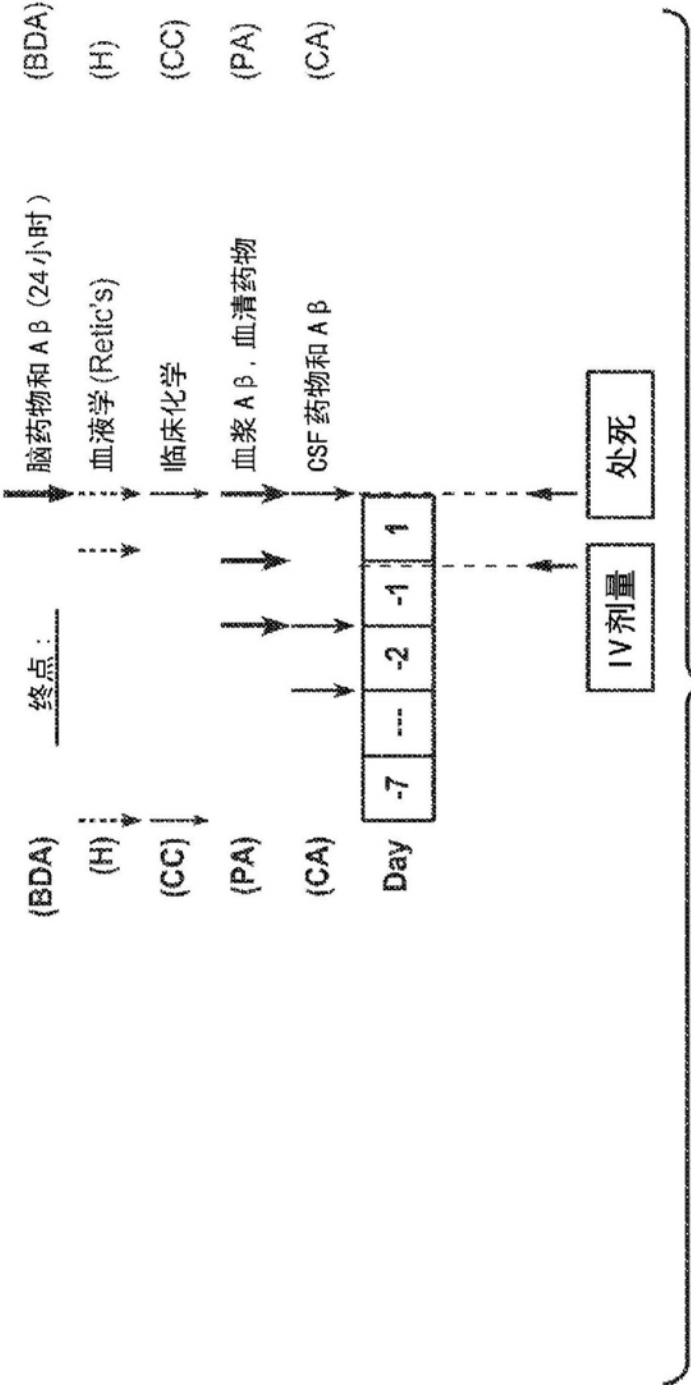 终点：
(BDA) 脑药物和Aβ(24小时) (BDA)
(H) 血液学(Retic's) (H)
(CC) 临床化学 (CC)
(PA) 血浆Aβ，血清药物 (PA)
(CA) CSF药物和Aβ (CA)
Day -7 --- -2 -1 1
IV剂量 处死